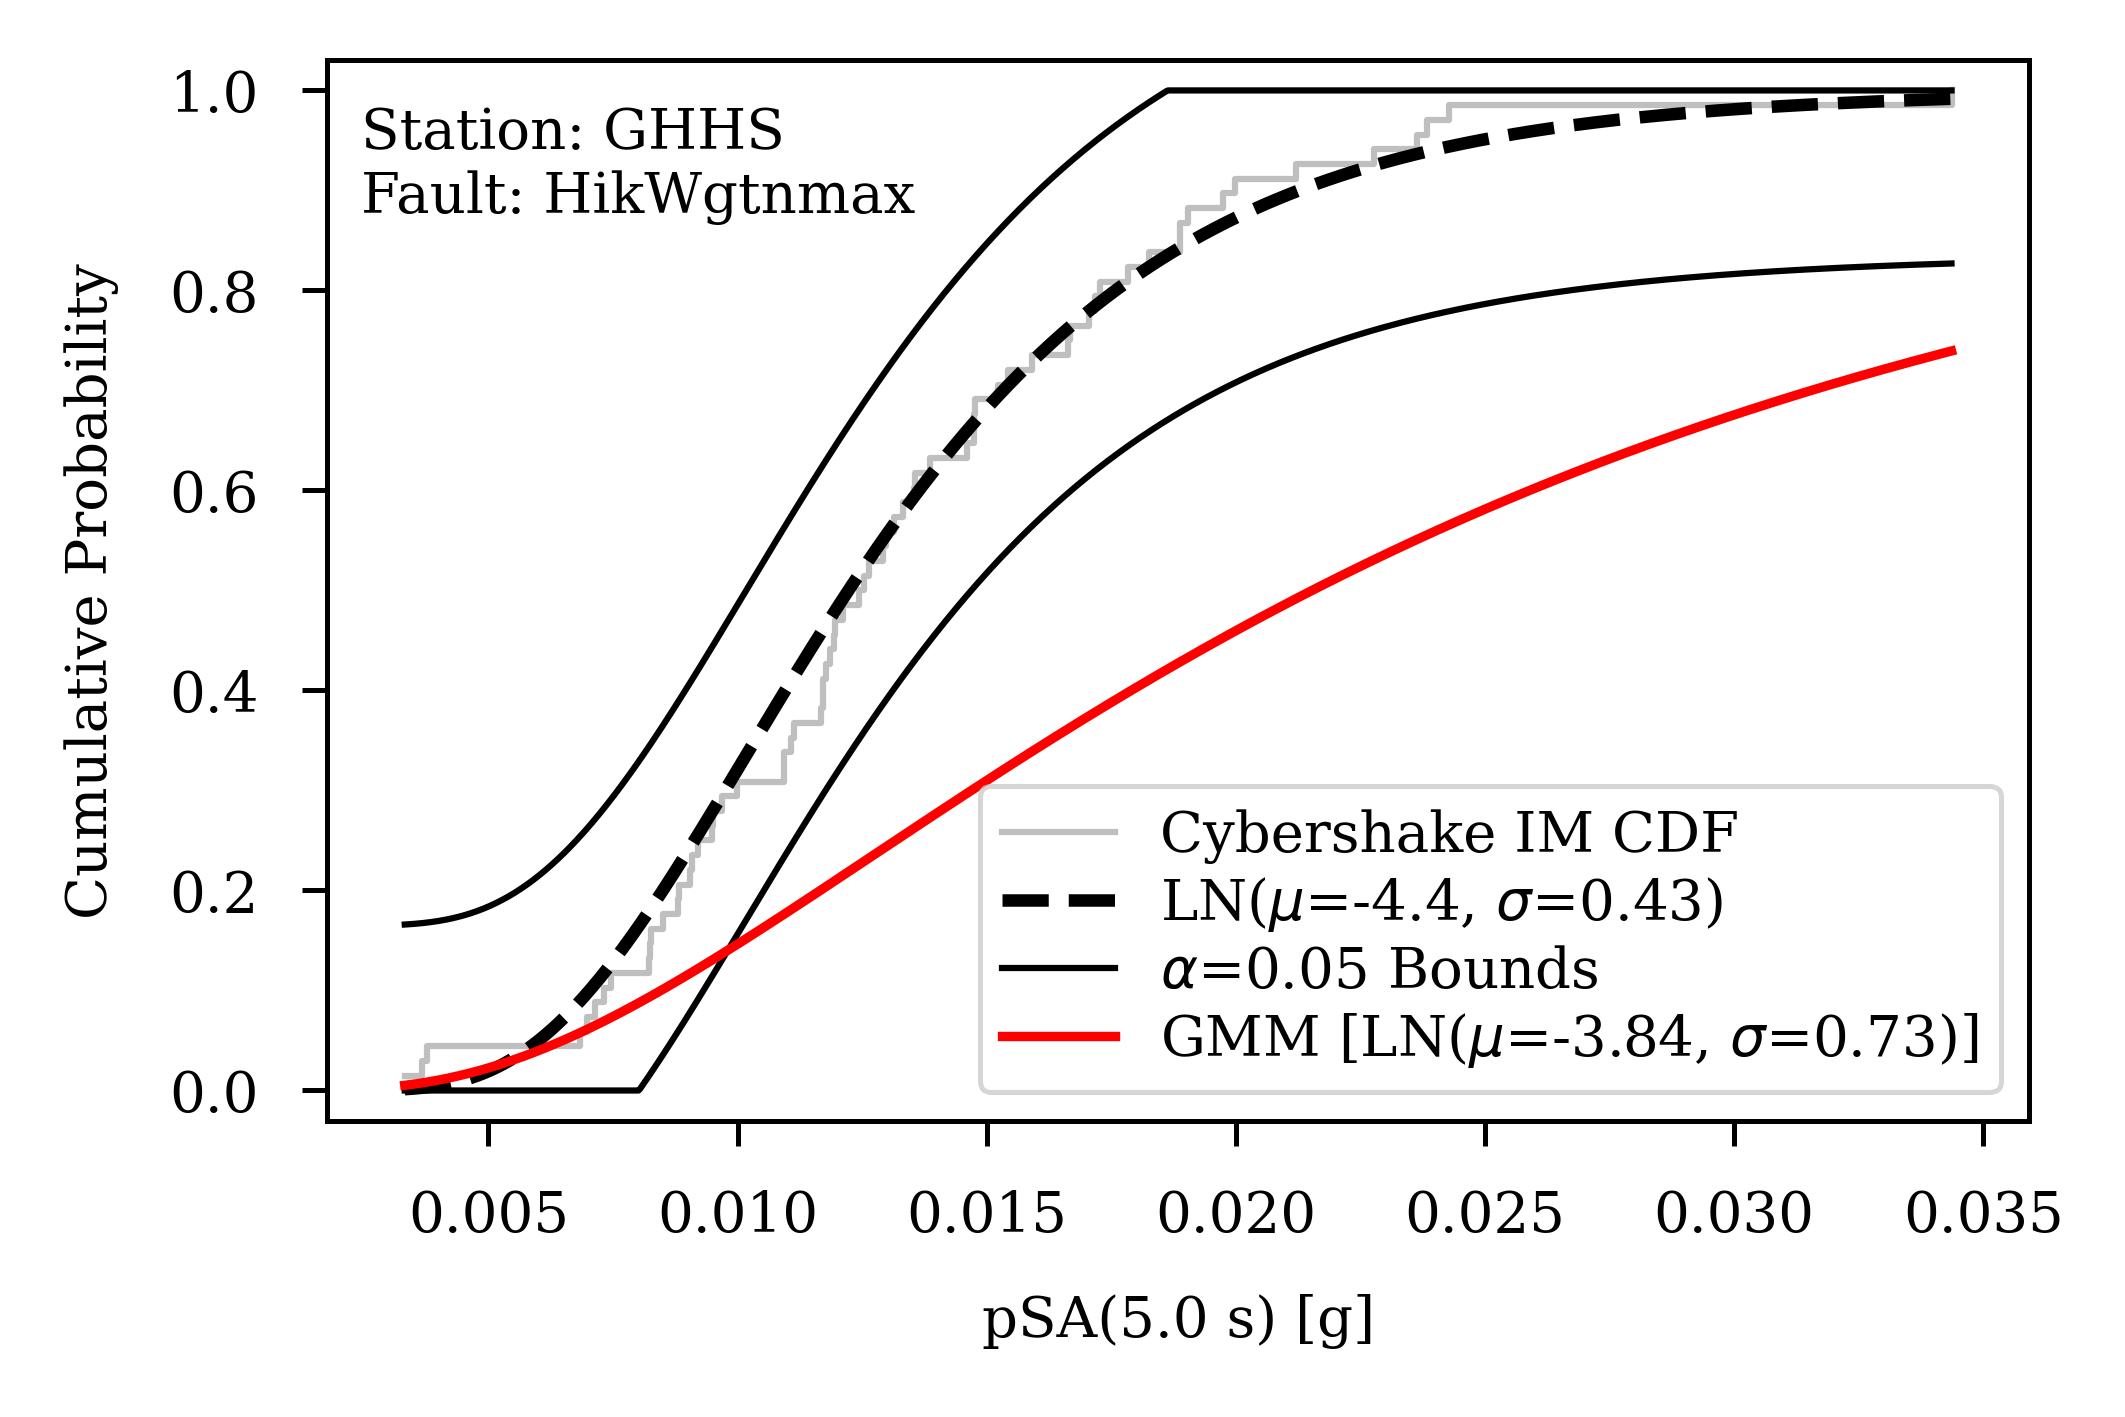 Station: GHHS
Fault: HikWgtnmax
Cumulative Probability
1.0
0.8
0.6
0.4
0.2
0.0
Cybershake IM CDF
LN(μ=-4.4, σ=0.43)
α=0.05 Bounds
GMM [LN(μ=-3.84, σ=0.73)]
0.005 0.010 0.015 0.020 0.025 0.030 0.035
pSA(5.0 s) [g]